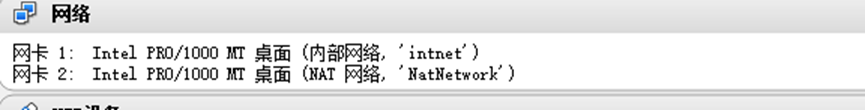 网络
网卡 1: Intel PRO/1000 MT 桌面 (内部网络, 'intnet')
网卡 2: Intel PRO/1000 MT 桌面 (NAT 网络, 'NatNetwork')